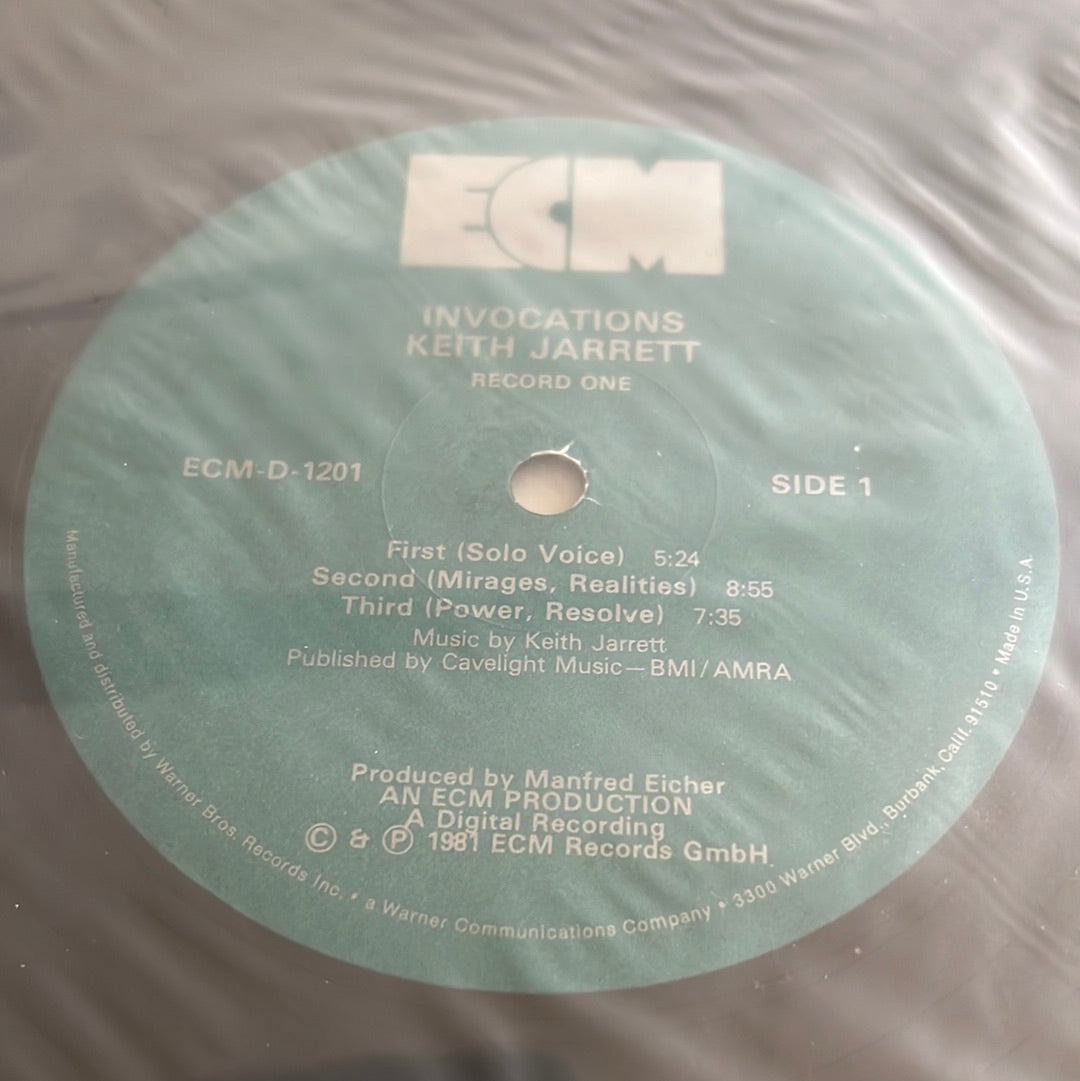 ECM
INVOCATIONS
KEITH JARRETT
RECORD ONE
ECM-D-1201
SIDE 1
First (Solo Voice) 5:24
Second (Mirages, Realities) 8:55
Third (Power, Resolve) 7:35
Music by Keith Jarrett
Published by Cavelight Music—BMI/AMRA
Produced by Manfred Eicher
AN ECM PRODUCTION
A Digital Recording
© & ℗ 1981 ECM Records GmbH
Manufactured and distributed by Warner Bros. Records Inc. • a Warner Communications Company • 3300 Warner Blvd. Burbank, Calif. 91510 • Made in U.S.A.